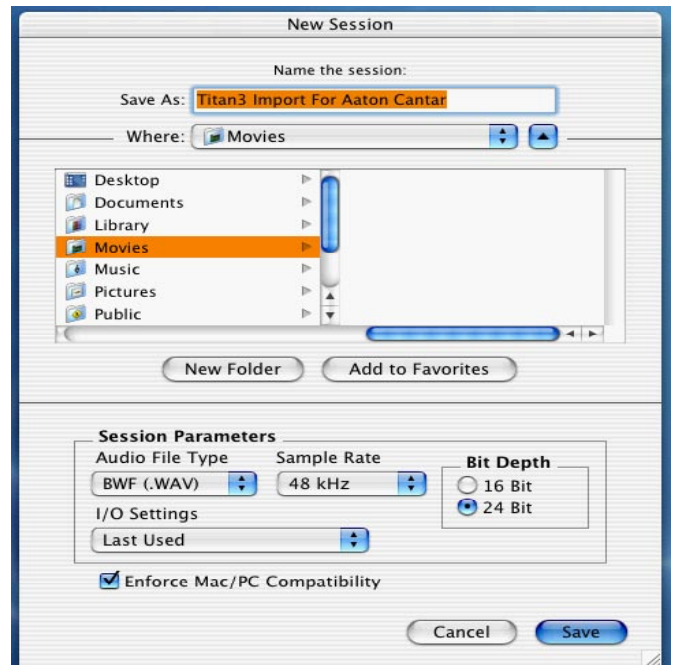 New Session
Name the session:
Save As: Titan3 Import For Aaton Cantar
Where: Movies
Desktop
Documents
Library
Movies
Music
Pictures
Public
New Folder Add to Favorites
Session Parameters
Audio File Type Sample Rate Bit Depth
BWF (.WAV) 48 kHz 16 Bit
24 Bit
I/O Settings
Last Used
Enforce Mac/PC Compatibility
Cancel Save